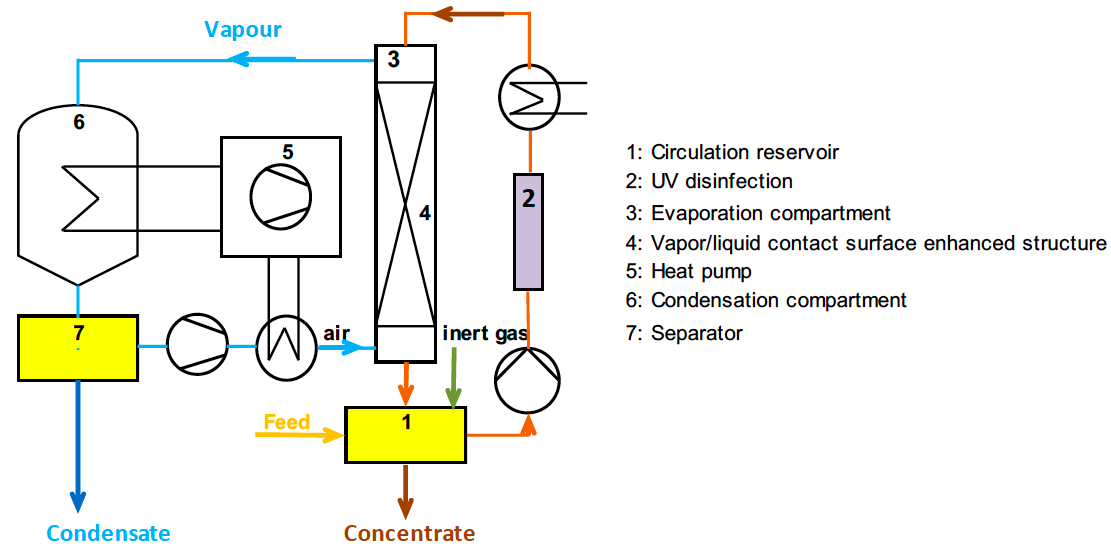 Vapour
3
6
5
4
2
7
air
inert gas
Feed
1
Condensate
Concentrate
1: Circulation reservoir
2: UV disinfection
3: Evaporation compartment
4: Vapor/liquid contact surface enhanced structure
5: Heat pump
6: Condensation compartment
7: Separator